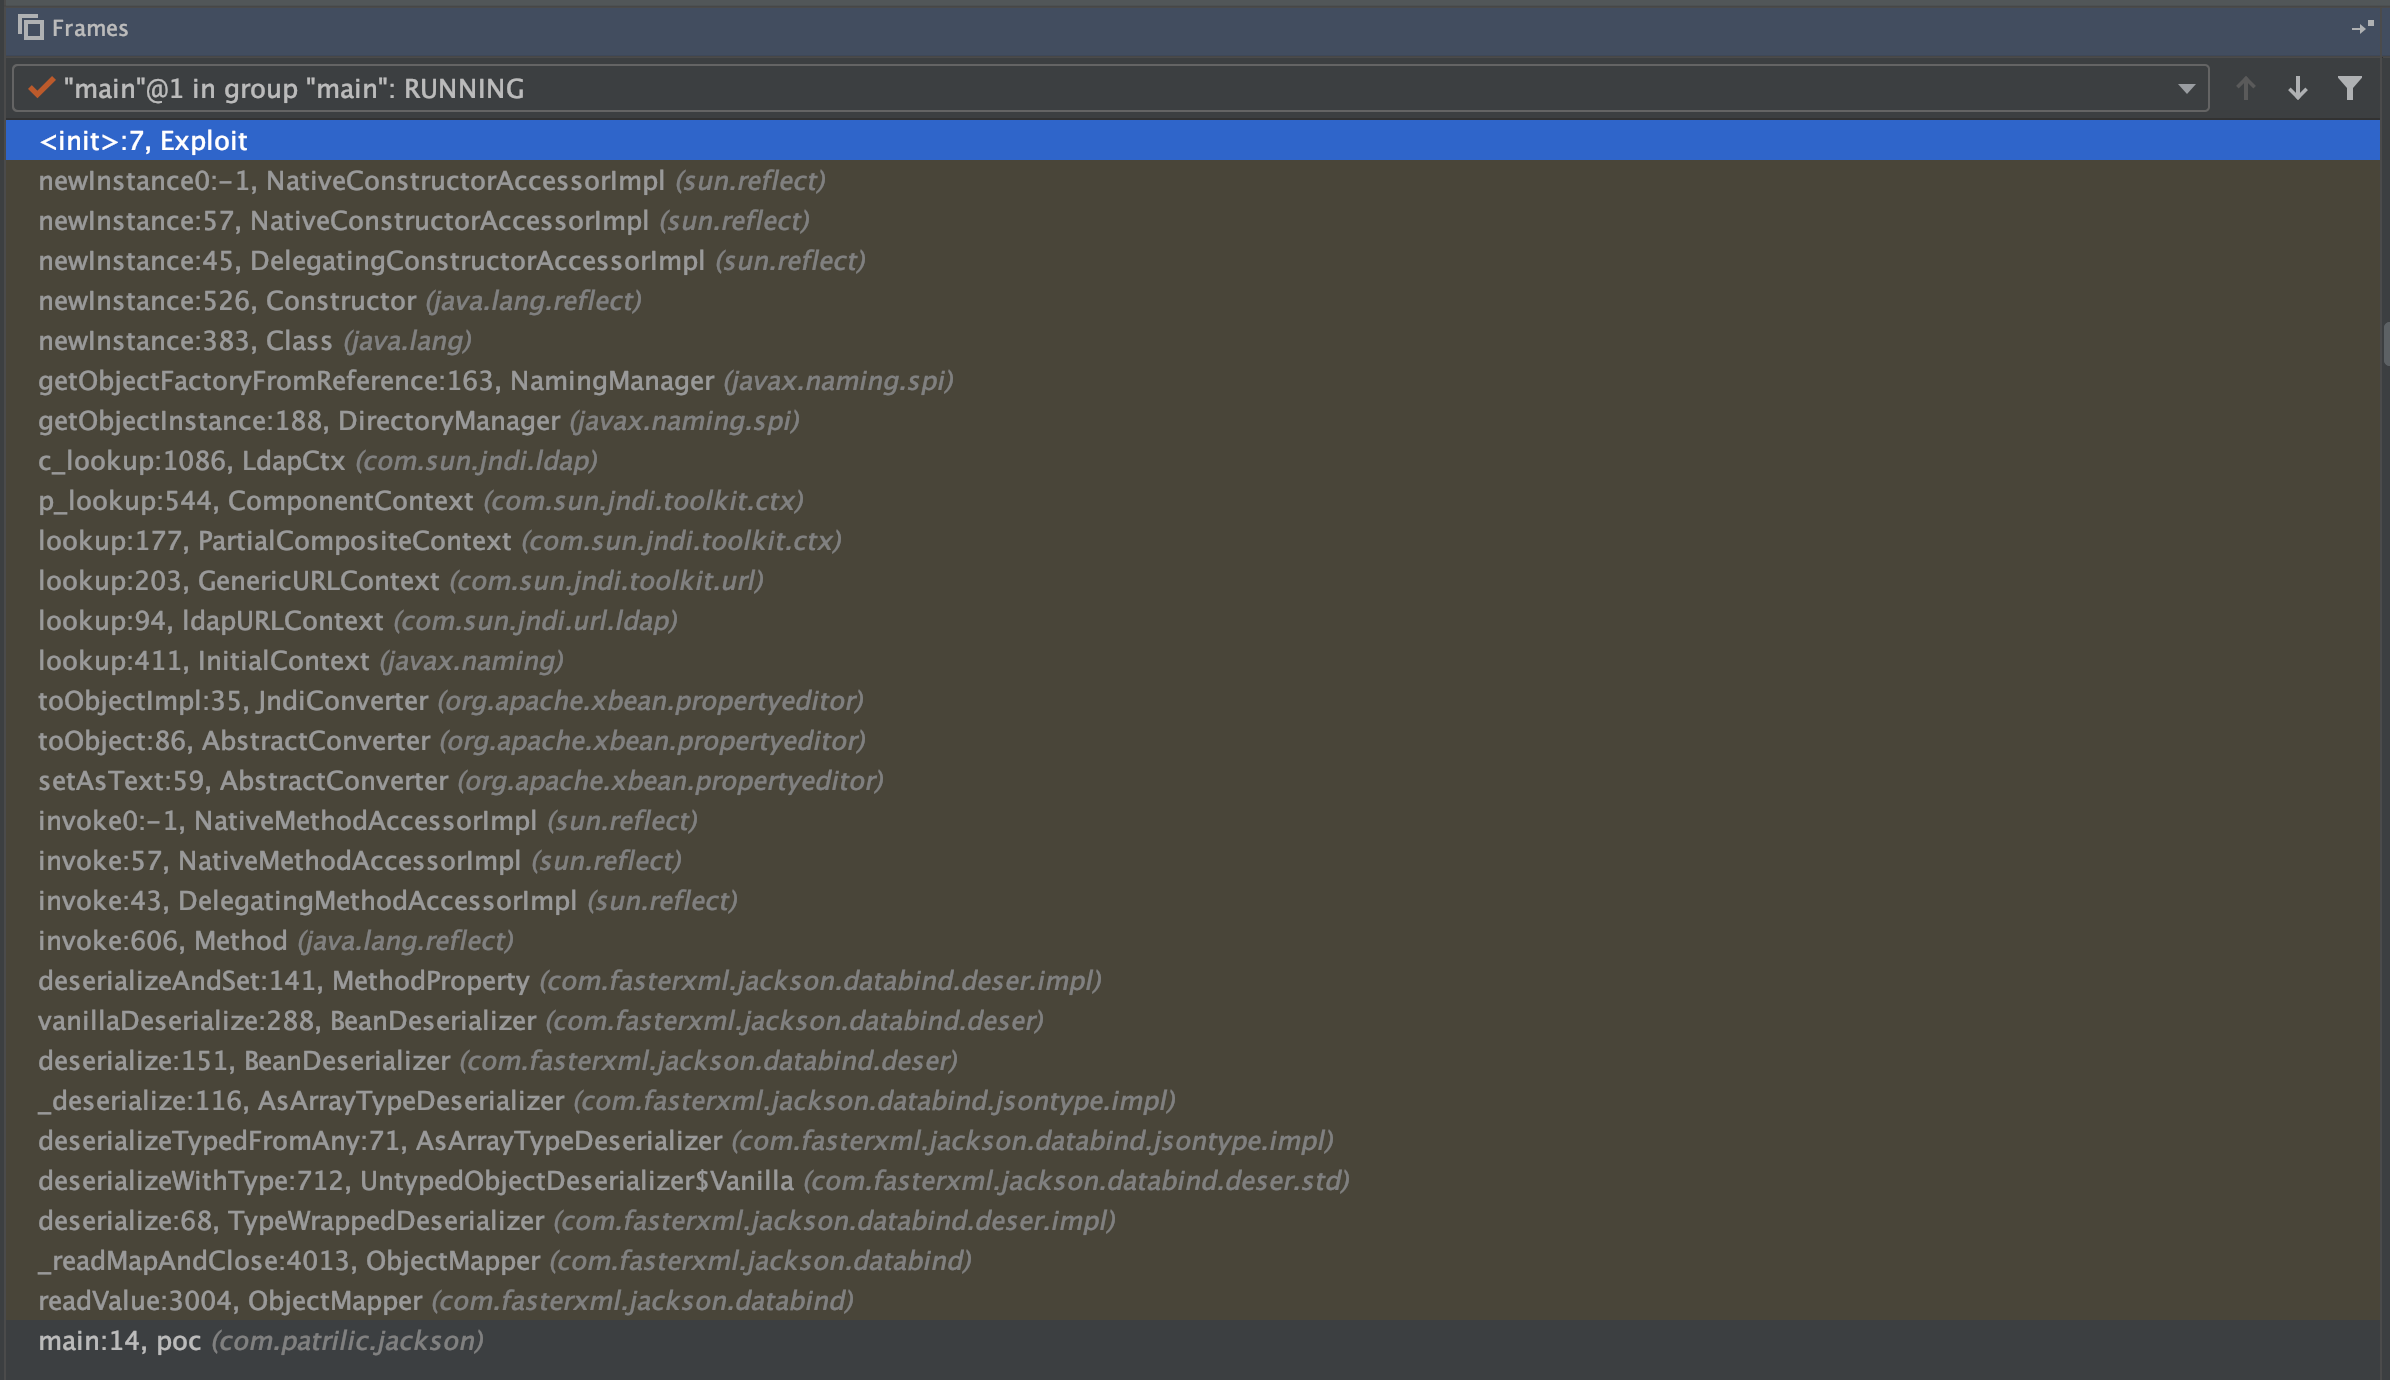 Frames
"main"@1 in group "main": RUNNING
<init>:7, Exploit
newInstance0:-1, NativeConstructorAccessorImpl (sun.reflect)
newInstance:57, NativeConstructorAccessorImpl (sun.reflect)
newInstance:45, DelegatingConstructorAccessorImpl (sun.reflect)
newInstance:526, Constructor (java.lang.reflect)
newInstance:383, Class (java.lang)
getObjectFactoryFromReference:163, NamingManager (javax.naming.spi)
getObjectInstance:188, DirectoryManager (javax.naming.spi)
c_lookup:1086, LdapCtx (com.sun.jndi.ldap)
p_lookup:544, ComponentContext (com.sun.jndi.toolkit.ctx)
lookup:177, PartialCompositeContext (com.sun.jndi.toolkit.ctx)
lookup:203, GenericURLContext (com.sun.jndi.toolkit.url)
lookup:94, ldapURLContext (com.sun.jndi.url.ldap)
lookup:411, InitialContext (javax.naming)
toObjectImpl:35, JndiConverter (org.apache.xbean.propertyeditor)
toObject:86, AbstractConverter (org.apache.xbean.propertyeditor)
setAsText:59, AbstractConverter (org.apache.xbean.propertyeditor)
invoke0:-1, NativeMethodAccessorImpl (sun.reflect)
invoke:57, NativeMethodAccessorImpl (sun.reflect)
invoke:43, DelegatingMethodAccessorImpl (sun.reflect)
invoke:606, Method (java.lang.reflect)
deserializeAndSet:141, MethodProperty (com.fasterxml.jackson.databind.deser.impl)
vanillaDeserialize:288, BeanDeserializer (com.fasterxml.jackson.databind.deser)
deserialize:151, BeanDeserializer (com.fasterxml.jackson.databind.deser)
_deserialize:116, AsArrayTypeDeserializer (com.fasterxml.jackson.databind.jsontype.impl)
deserializeTypedFromAny:71, AsArrayTypeDeserializer (com.fasterxml.jackson.databind.jsontype.impl)
deserializeWithType:712, UntypedObjectDeserializer$Vanilla (com.fasterxml.jackson.databind.deser.std)
deserialize:68, TypeWrappedDeserializer (com.fasterxml.jackson.databind.deser.impl)
_readMapAndClose:4013, ObjectMapper (com.fasterxml.jackson.databind)
readValue:3004, ObjectMapper (com.fasterxml.jackson.databind)
main:14, poc (com.patrilic.jackson)